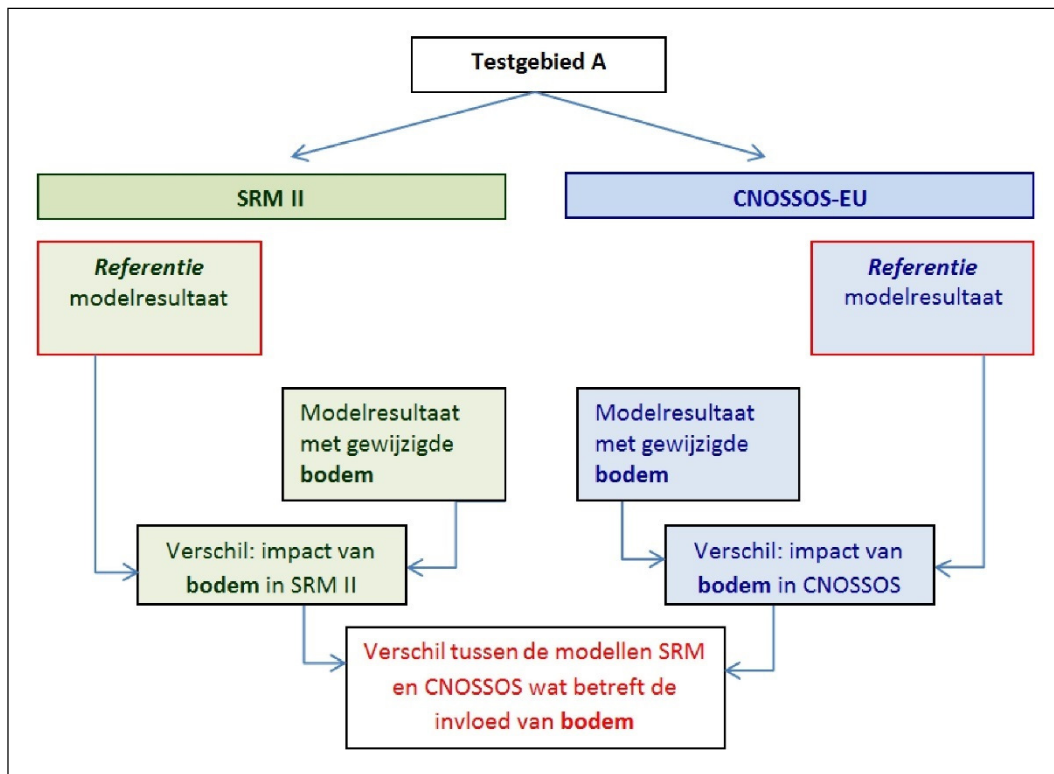 Testgebied A
SRM II
CNOSSOS-EU
Referentie
modelresultaat
Referentie
modelresultaat
Modelresultaat
met gewijzigde
bodem
Modelresultaat
met gewijzigde
bodem
Verschil: impact van
bodem in SRM II
Verschil: impact van
bodem in CNOSSOS
Verschil tussen de modellen SRM
en CNOSSOS wat betreft de
invloed van bodem